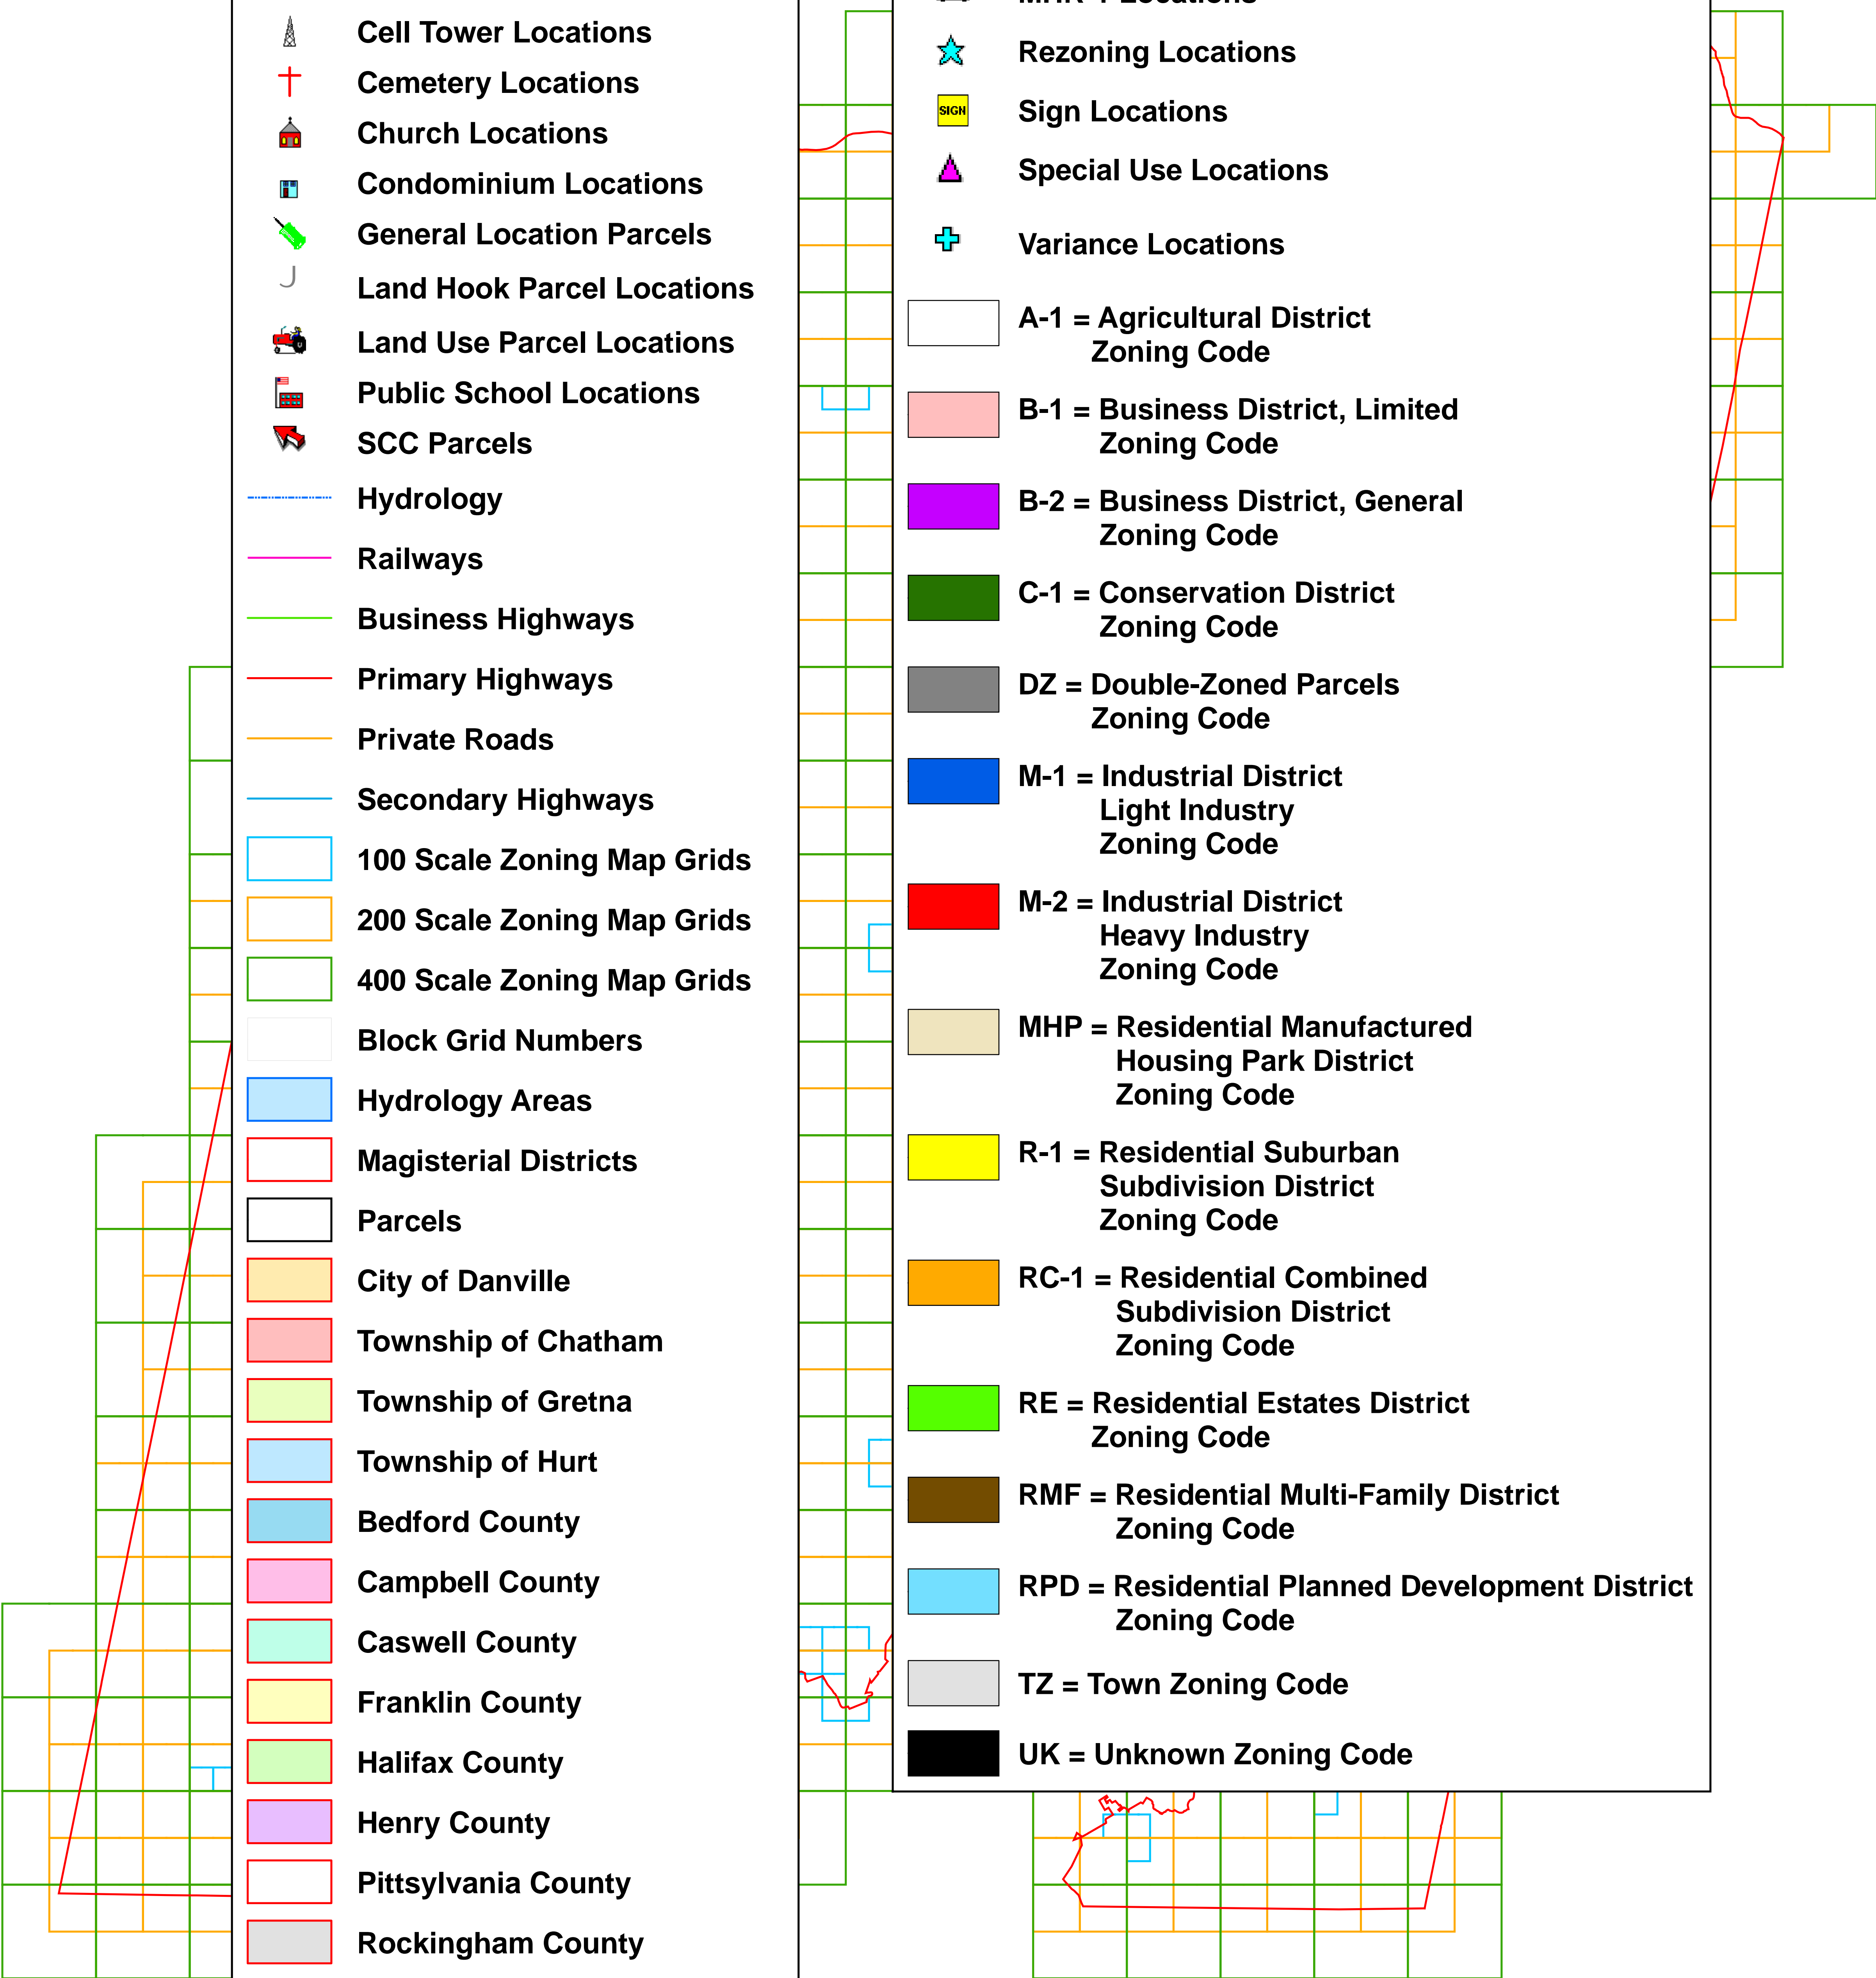 Cell Tower Locations
Cemetery Locations
Church Locations
Condominium Locations
General Location Parcels
Land Hook Parcel Locations
Land Use Parcel Locations
Public School Locations
SCC Parcels
Hydrology
Railways
Business Highways
Primary Highways
Private Roads
Secondary Highways
100 Scale Zoning Map Grids
200 Scale Zoning Map Grids
400 Scale Zoning Map Grids
Block Grid Numbers
Hydrology Areas
Magisterial Districts
Parcels
City of Danville
Township of Chatham
Township of Gretna
Township of Hurt
Bedford County
Campbell County
Caswell County
Franklin County
Halifax County
Henry County
Pittsylvania County
Rockingham County
Rezoning Locations
SIGN
Sign Locations
Special Use Locations
Variance Locations
A-1 = Agricultural District
Zoning Code
B-1 = Business District, Limited
Zoning Code
B-2 = Business District, General
Zoning Code
C-1 = Conservation District
Zoning Code
DZ = Double-Zoned Parcels
Zoning Code
M-1 = Industrial District
Light Industry
Zoning Code
M-2 = Industrial District
Heavy Industry
Zoning Code
MHP = Residential Manufactured
Housing Park District
Zoning Code
R-1 = Residential Suburban
Subdivision District
Zoning Code
RC-1 = Residential Combined
Subdivision District
Zoning Code
RE = Residential Estates District
Zoning Code
RMF = Residential Multi-Family District
Zoning Code
RPD = Residential Planned Development District
Zoning Code
TZ = Town Zoning Code
UK = Unknown Zoning Code